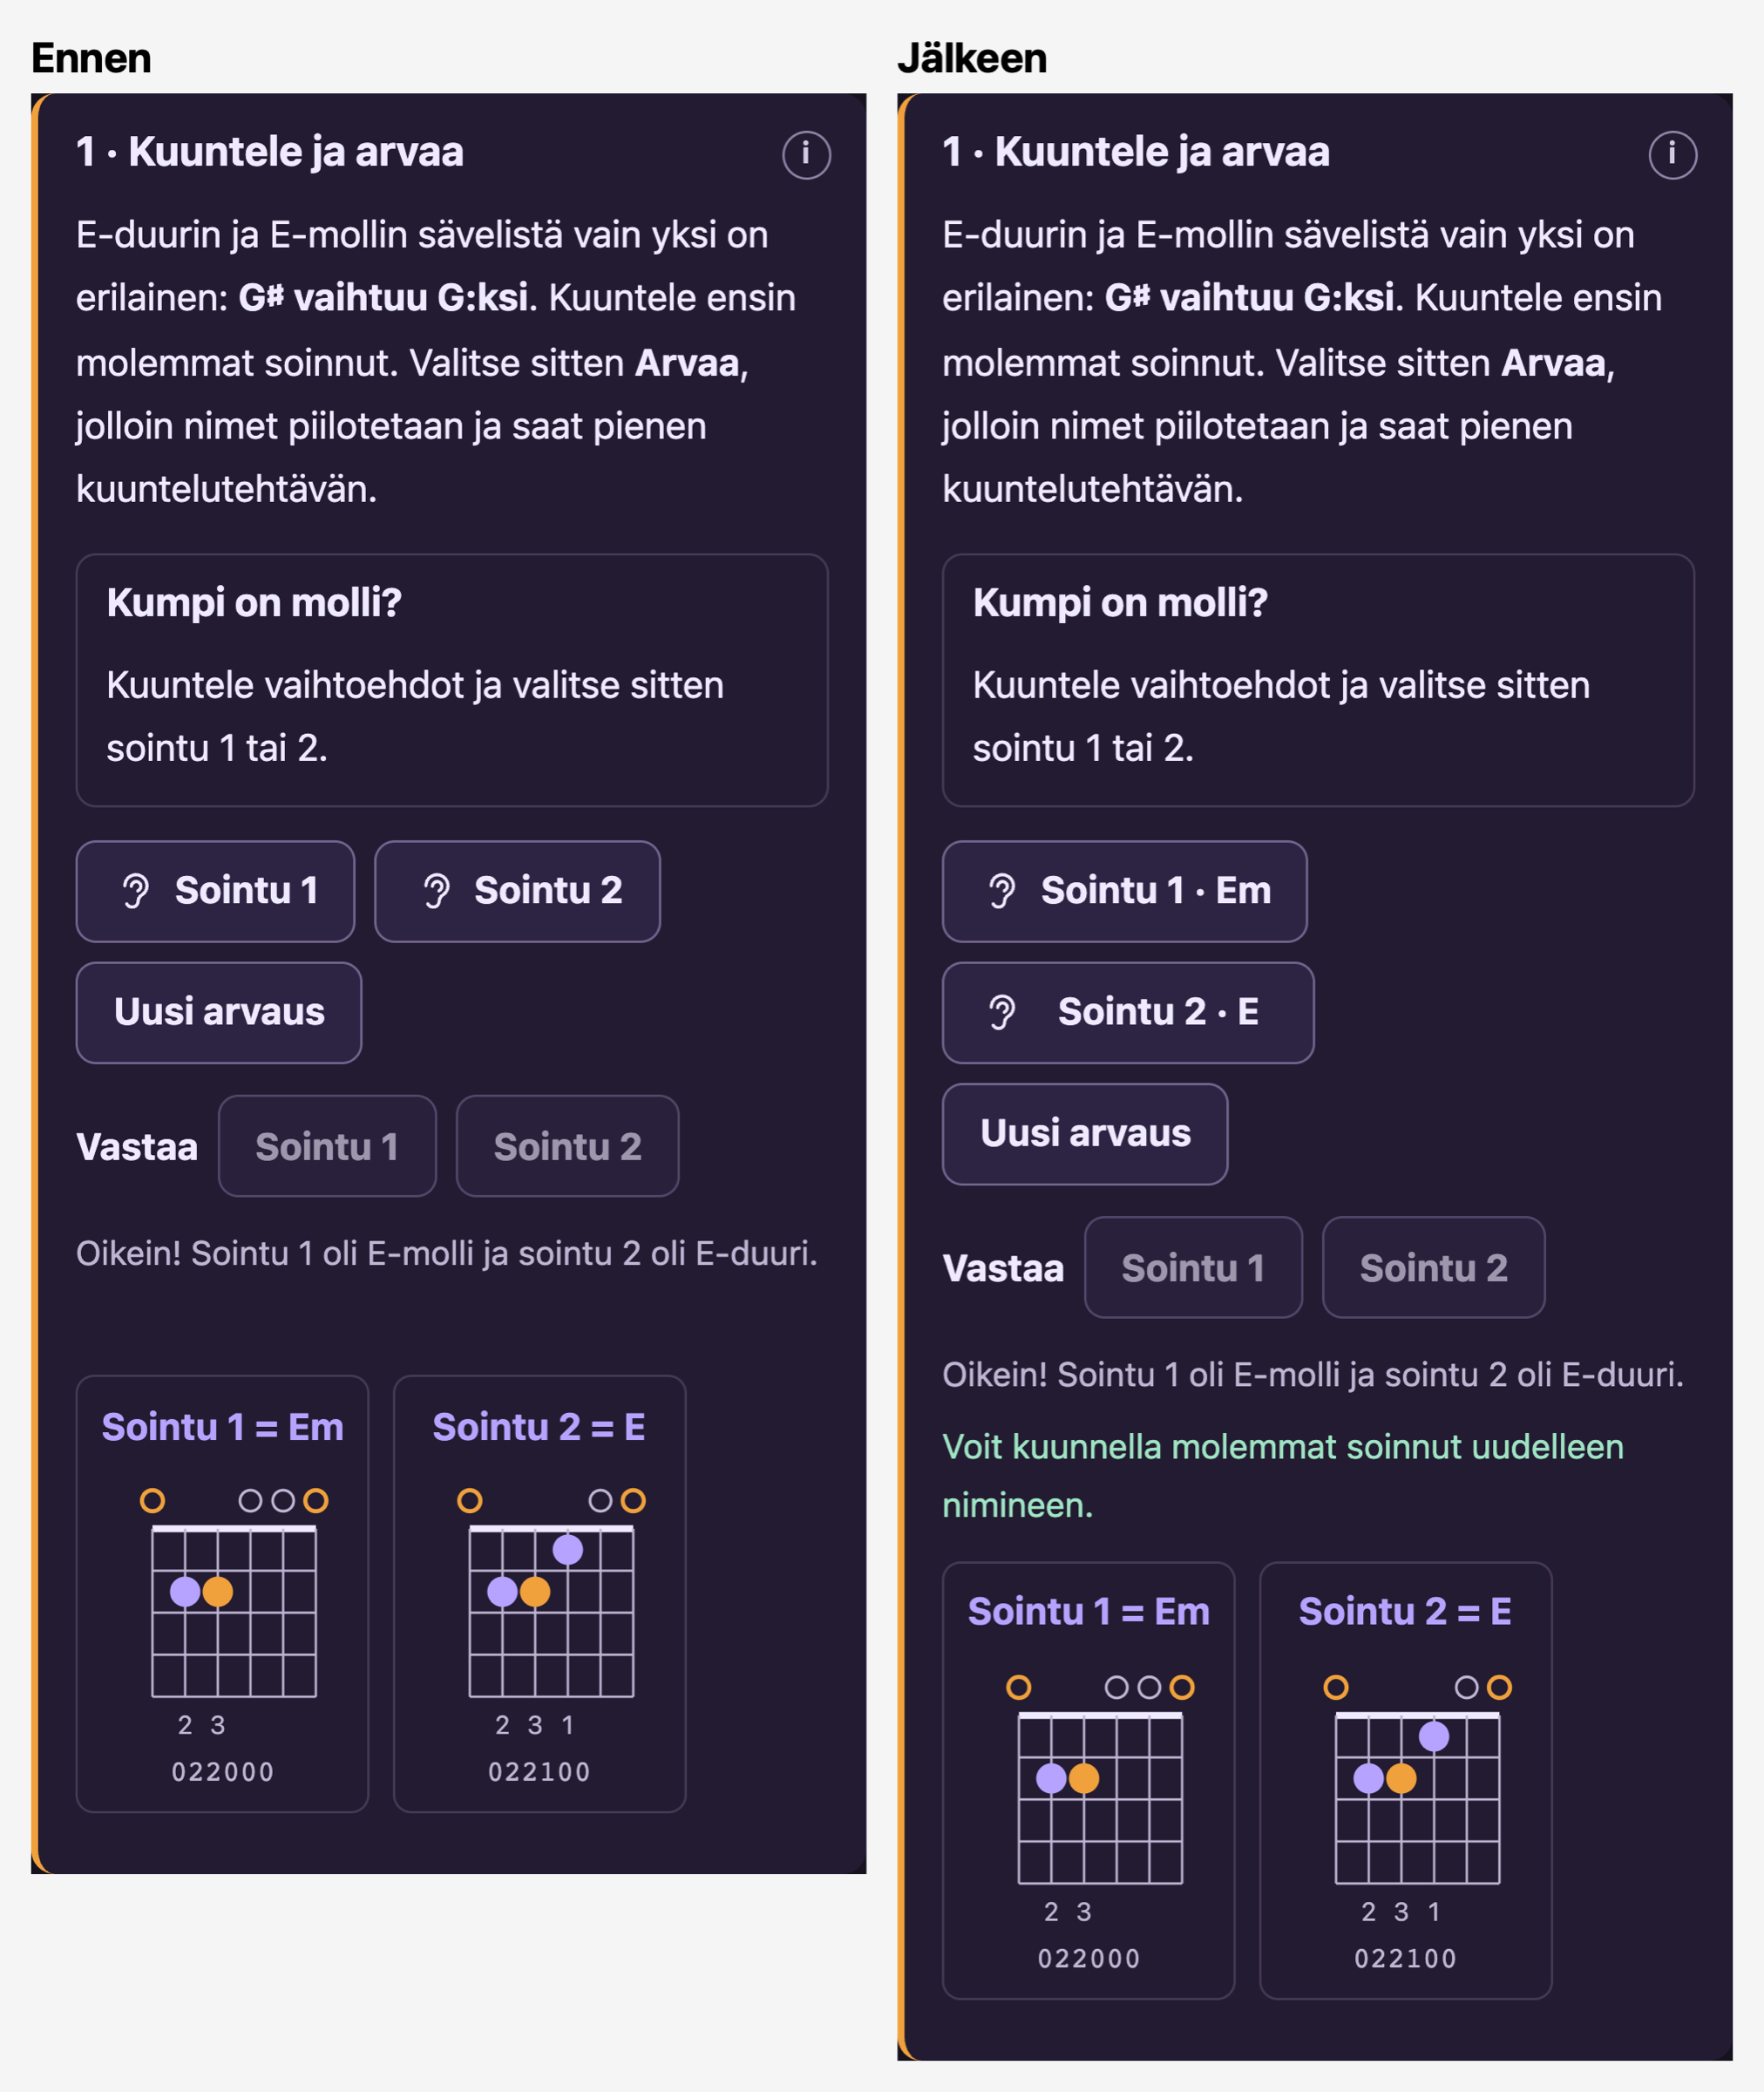 Ennen
1 · Kuuntele ja arvaa
i
E-duurin ja E-mollin sävelistä vain yksi on
erilainen: G# vaihtuu G:ksi. Kuuntele ensin
molemmat soinnut. Valitse sitten Arvaa,
jolloin nimet piilotetaan ja saat pienen
kuuntelutehtävän.
Kumpi on molli?
Kuuntele vaihtoehdot ja valitse sitten
sointu 1 tai 2.
Sointu 1 Sointu 2
Uusi arvaus
Vastaa Sointu 1 Sointu 2
Oikein! Sointu 1 oli E-molli ja sointu 2 oli E-duuri.
Sointu 1 = Em Sointu 2 = E
2 3 2 3 1
022000 022100
Jälkeen
1 · Kuuntele ja arvaa
i
E-duurin ja E-mollin sävelistä vain yksi on
erilainen: G# vaihtuu G:ksi. Kuuntele ensin
molemmat soinnut. Valitse sitten Arvaa,
jolloin nimet piilotetaan ja saat pienen
kuuntelutehtävän.
Kumpi on molli?
Kuuntele vaihtoehdot ja valitse sitten
sointu 1 tai 2.
Sointu 1 · Em
Sointu 2 · E
Uusi arvaus
Vastaa Sointu 1 Sointu 2
Oikein! Sointu 1 oli E-molli ja sointu 2 oli E-duuri.
Voit kuunnella molemmat soinnut uudelleen
nimineen.
Sointu 1 = Em Sointu 2 = E
2 3 2 3 1
022000 022100